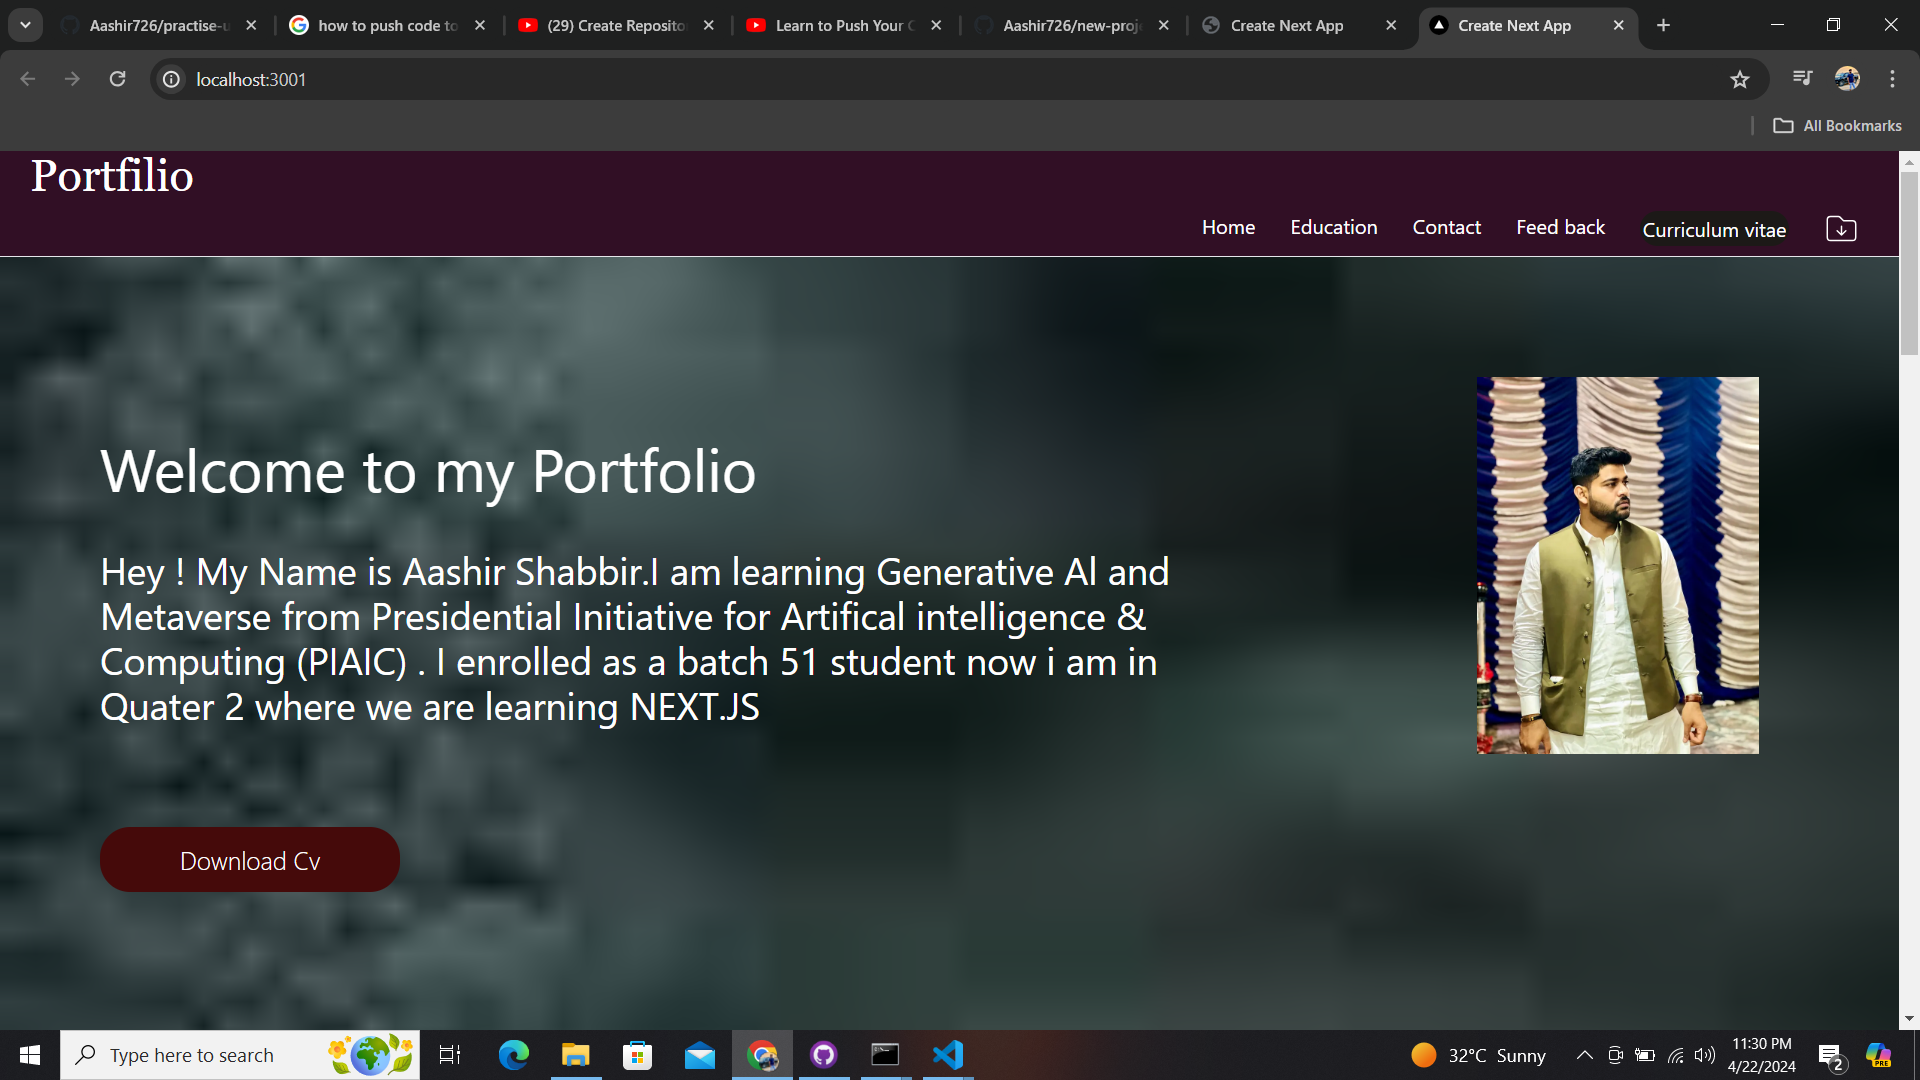 Aashir726/practise-u
how to push code to
(29) Create Reposito
Learn to Push Your C
Aashir726/new-proj
Create Next App
Create Next App
localhost:3001
All Bookmarks
Portfilio
Home
Education
Contact
Feed back
Curriculum vitae
Welcome to my Portfolio
Hey ! My Name is Aashir Shabbir.I am learning Generative Al and
Metaverse from Presidential Initiative for Artifical intelligence &
Computing (PIAIC) . I enrolled as a batch 51 student now i am in
Quater 2 where we are learning NEXT.JS
Download Cv
Type here to search
32°C Sunny
11:30 PM
4/22/2024
2
PRE